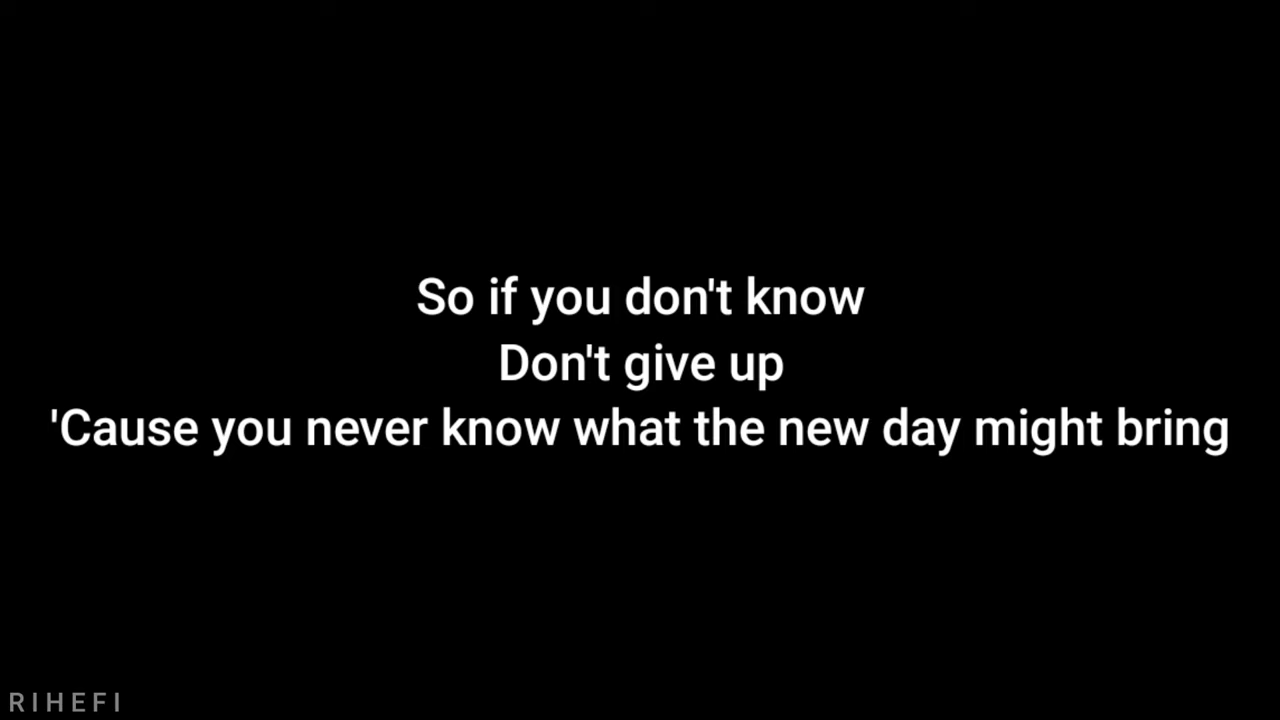 So if you don't know
Don't give up
'Cause you never know what the new day might bring
RIHEFI